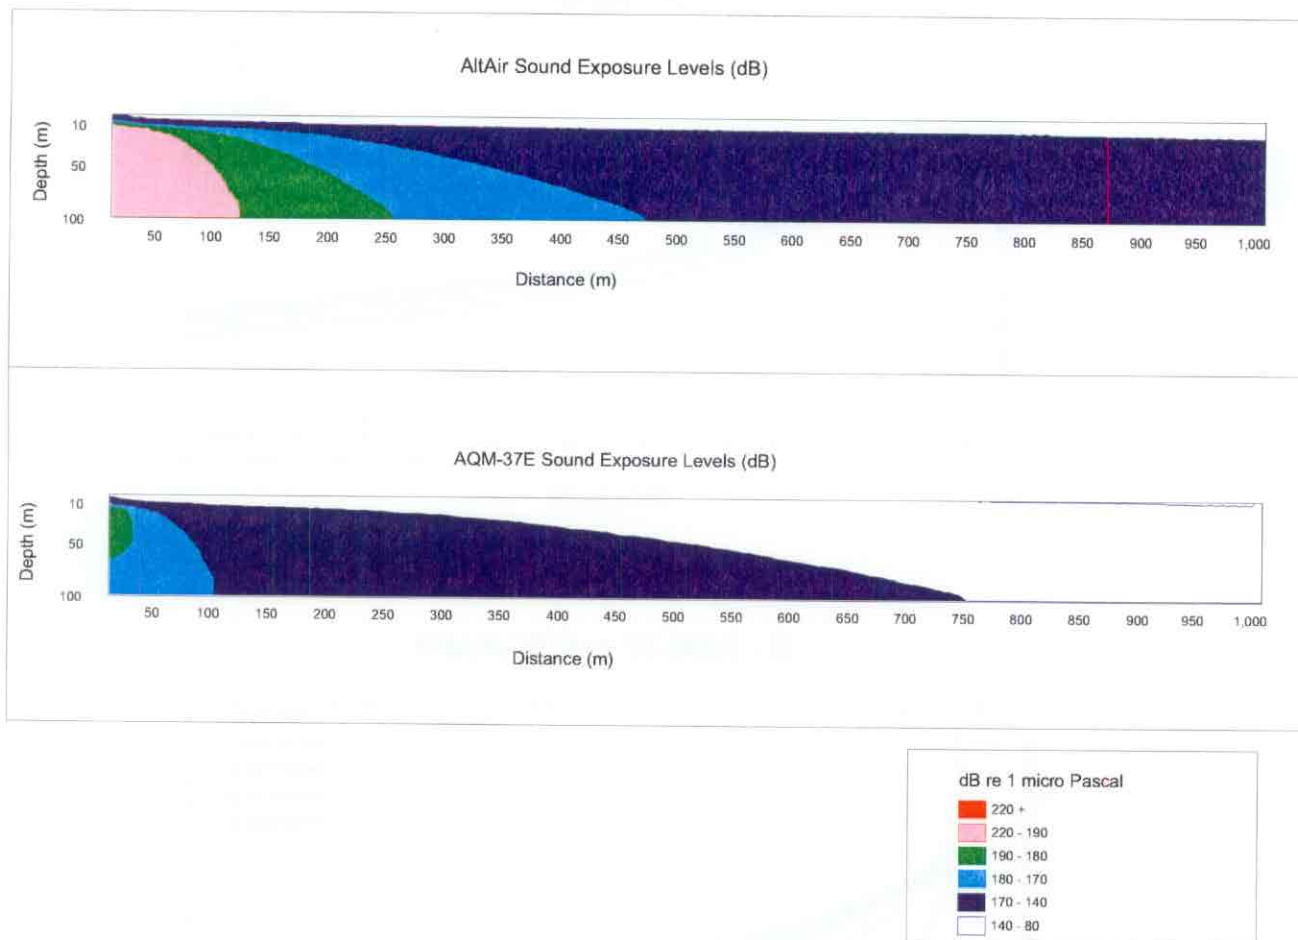 AltAir Sound Exposure Levels (dB)
Depth (m)
10
50
100
50 100 150 200 250 300 350 400 450 500 550 600 650 700 750 800 850 900 950 1,000
Distance (m)
AQM-37E Sound Exposure Levels (dB)
Depth (m)
10
50
100
50 100 150 200 250 300 350 400 450 500 550 600 650 700 750 800 850 900 950 1,000
Distance (m)
dB re 1 micro Pascal
220 +
220 - 190
190 - 180
180 - 170
170 - 140
140 - 80